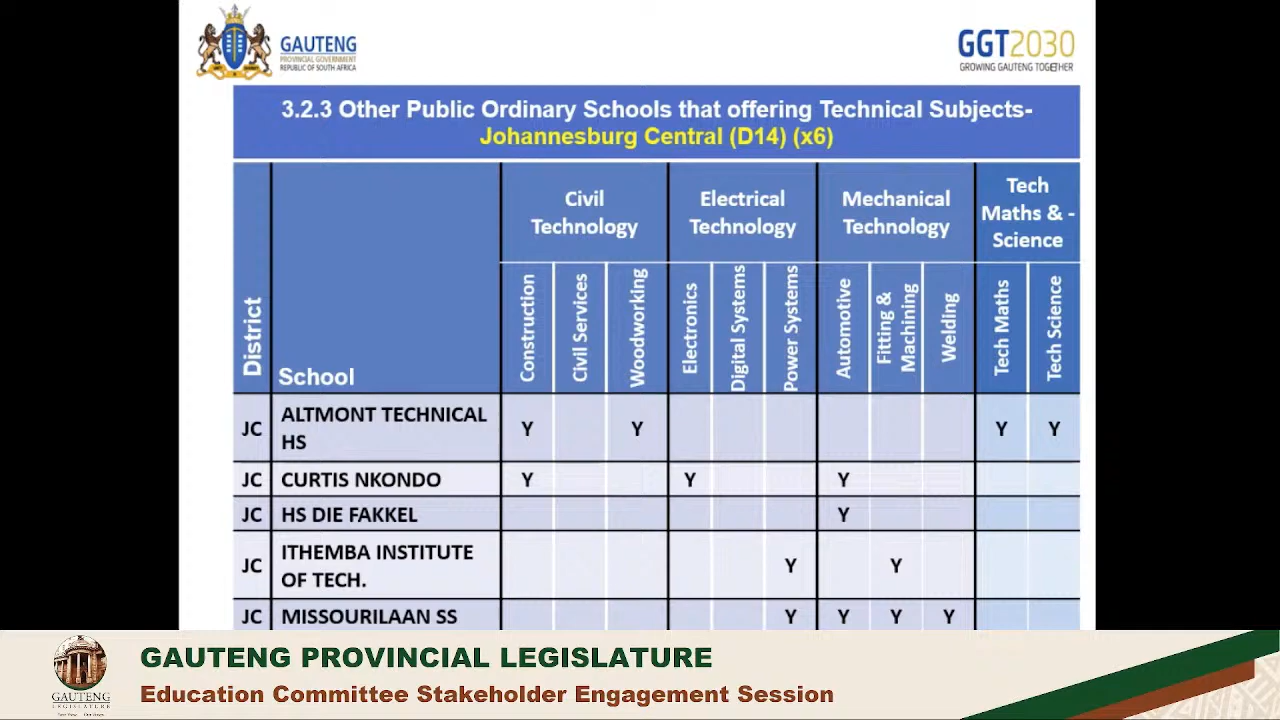 GAUTENG
PROVINCIAL GOVERNMENT
REPUBLIC OF SOUTH AFRICA
GGT2030
GROWING GAUTENG TOGETHER
3.2.3 Other Public Ordinary Schools that offering Technical Subjects-
Johannesburg Central (D14) (x6)
District
School
Civil
Technology
Electrical
Technology
Mechanical
Technology
Tech
Maths & -
Science
Construction
Civil Services
Woodworking
Electronics
Digital Systems
Power Systems
Automotive
Fitting &
Machining
Welding
Tech Maths
Tech Science
JC ALTMONT TECHNICAL HS Y Y Y Y
JC CURTIS NKONDO Y Y Y
JC HS DIE FAKKEL Y
JC ITHEMBA INSTITUTE OF TECH. Y Y
JC MISSOURILAAN SS Y Y Y Y
GAUTENG PROVINCIAL LEGISLATURE
Education Committee Stakeholder Engagement Session
GAUTENG
LEGISLATURE